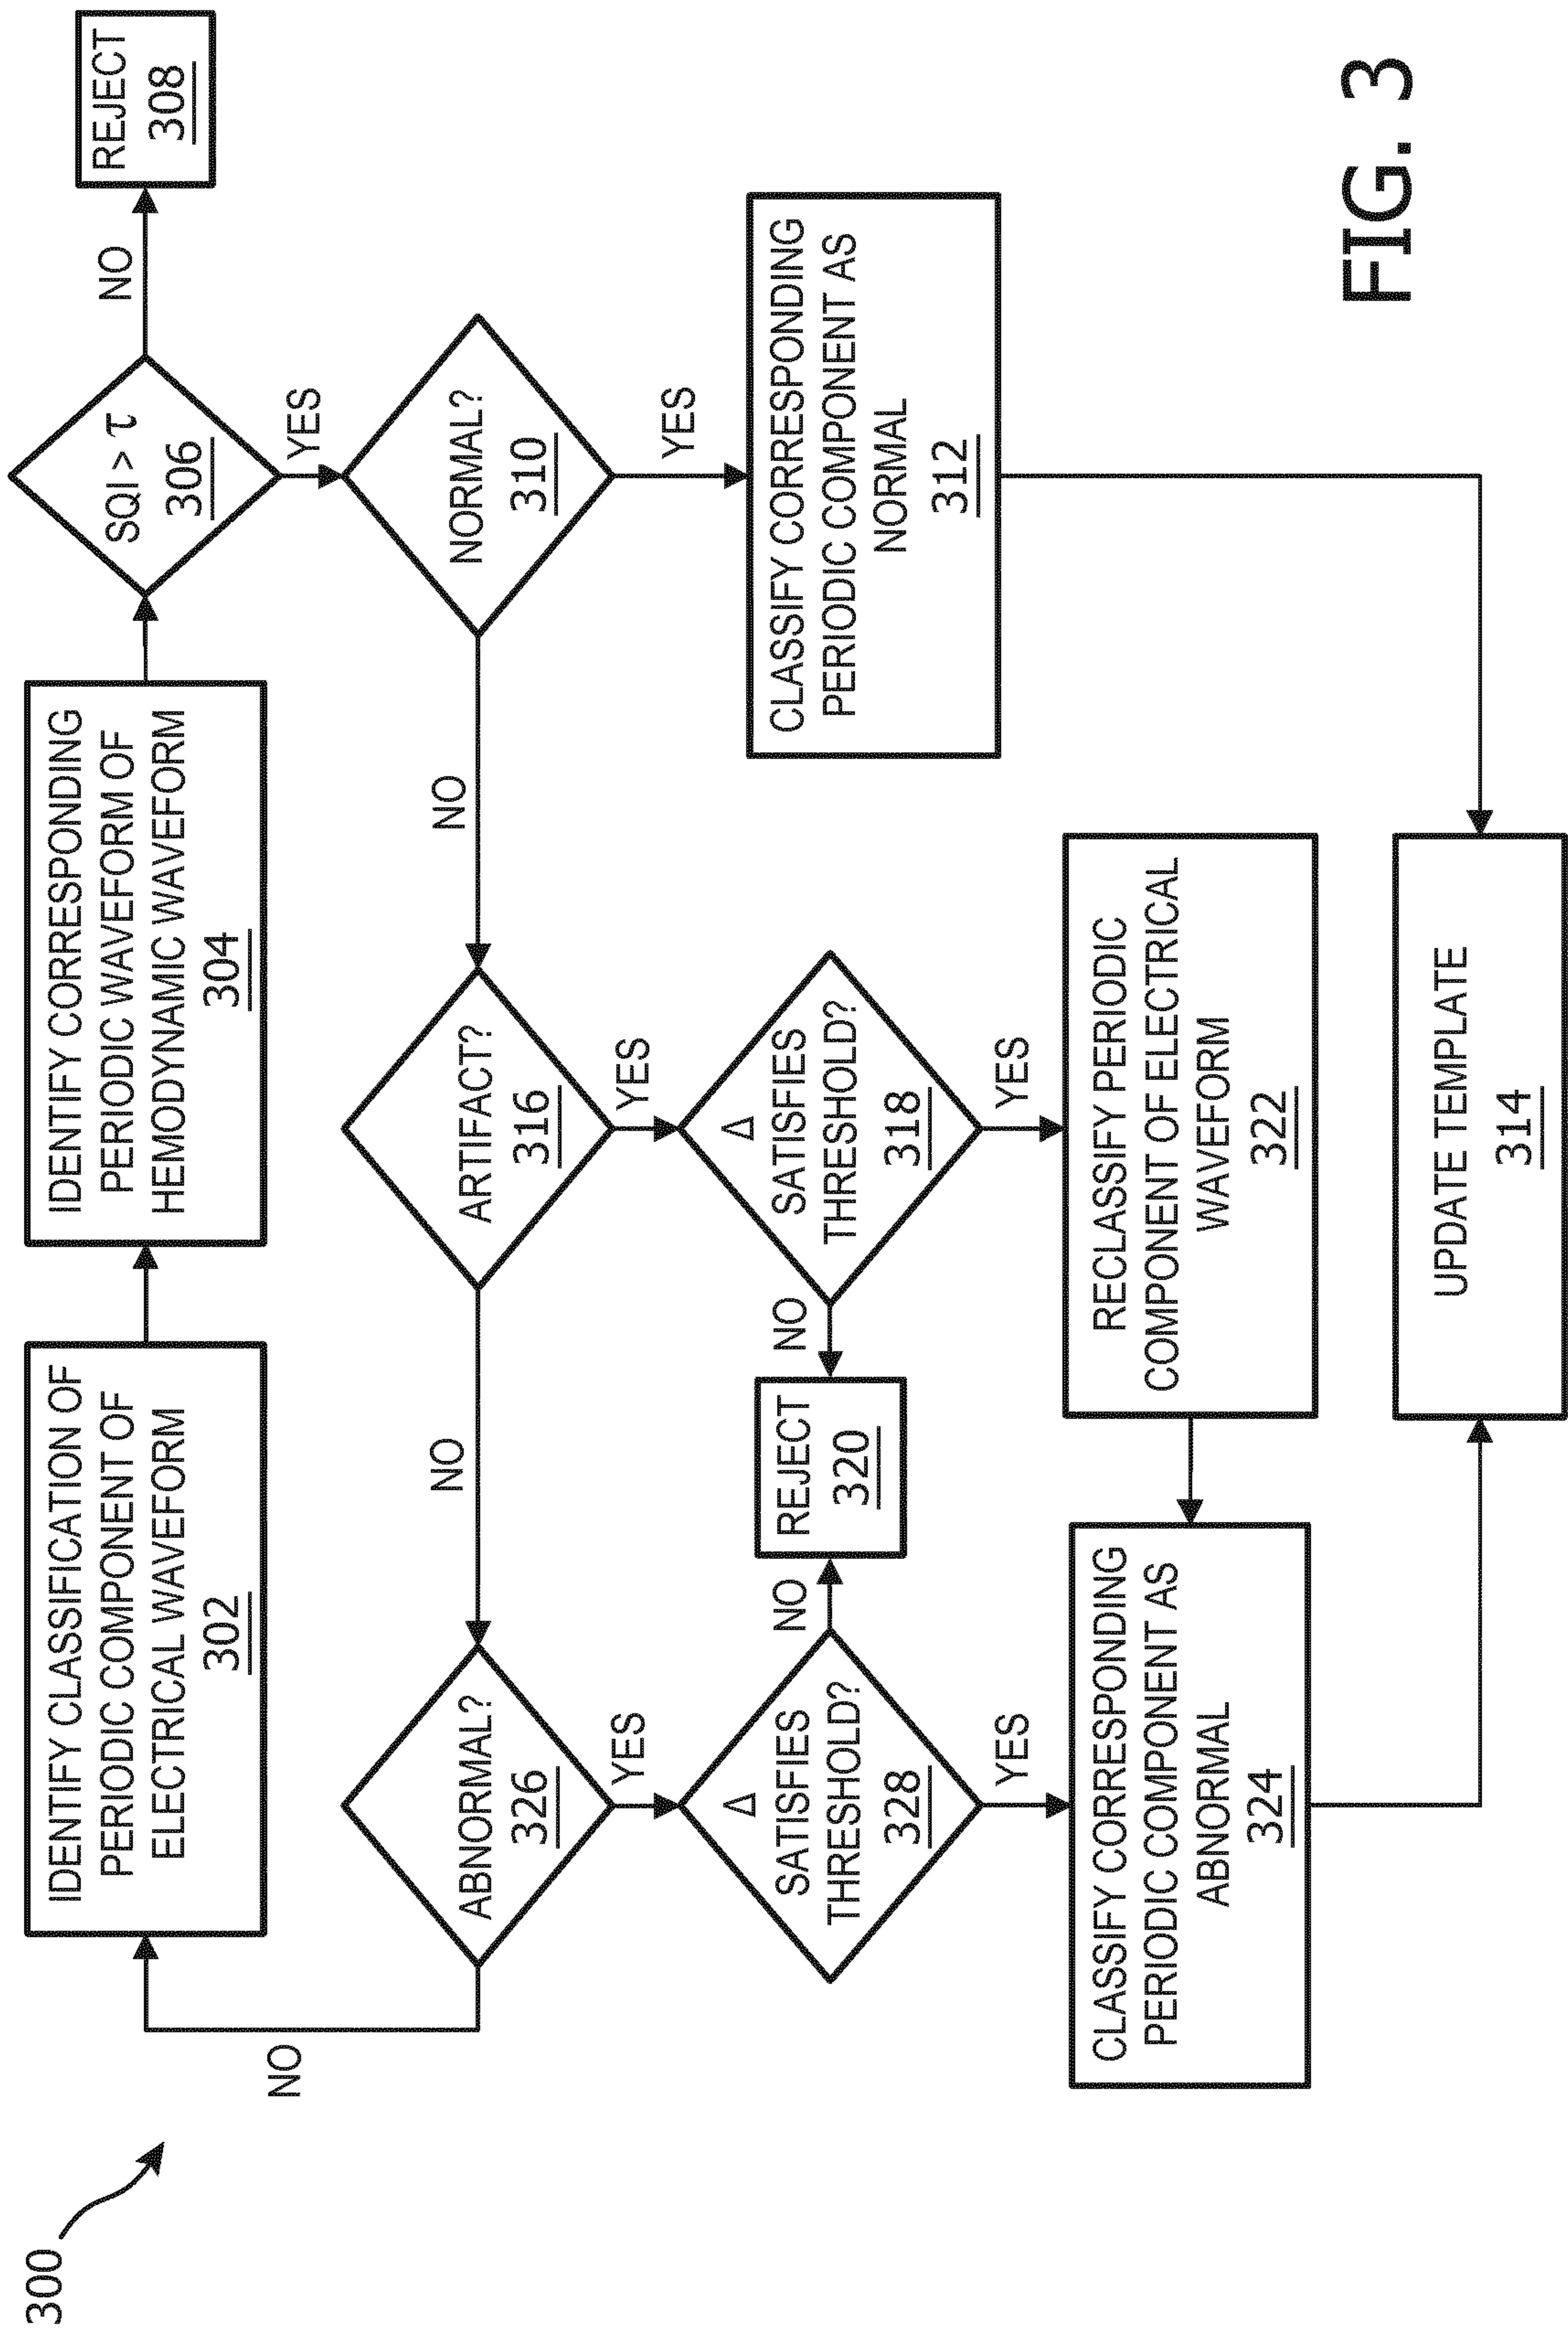 300
IDENTIFY CLASSIFICATION OF
PERIODIC COMPONENT OF
ELECTRICAL WAVEFORM
302
IDENTIFY CORRESPONDING
PERIODIC WAVEFORM OF
HEMODYNAMIC WAVEFORM
304
SQI > τ
306
NO
REJECT
308
YES
NORMAL?
310
NO
YES
CLASSIFY CORRESPONDING
PERIODIC COMPONENT AS
NORMAL
312
ARTIFACT?
316
NO
YES
Δ
SATISFIES
THRESHOLD?
318
NO
YES
REJECT
320
RECLASSIFY PERIODIC
COMPONENT OF ELECTRICAL
WAVEFORM
322
ABNORMAL?
326
NO
YES
Δ
SATISFIES
THRESHOLD?
328
NO
YES
CLASSIFY CORRESPONDING
PERIODIC COMPONENT AS
ABNORMAL
324
UPDATE TEMPLATE
314
FIG. 3